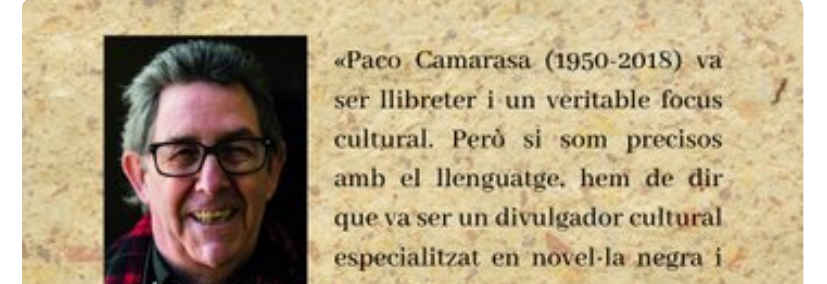 «Paco Camarasa (1950-2018) va
ser llibreter i un veritable focus
cultural. Però si som precisos
amb el llenguatge, hem de dir
que va ser un divulgador cultural
especialitzat en novel·la negra i